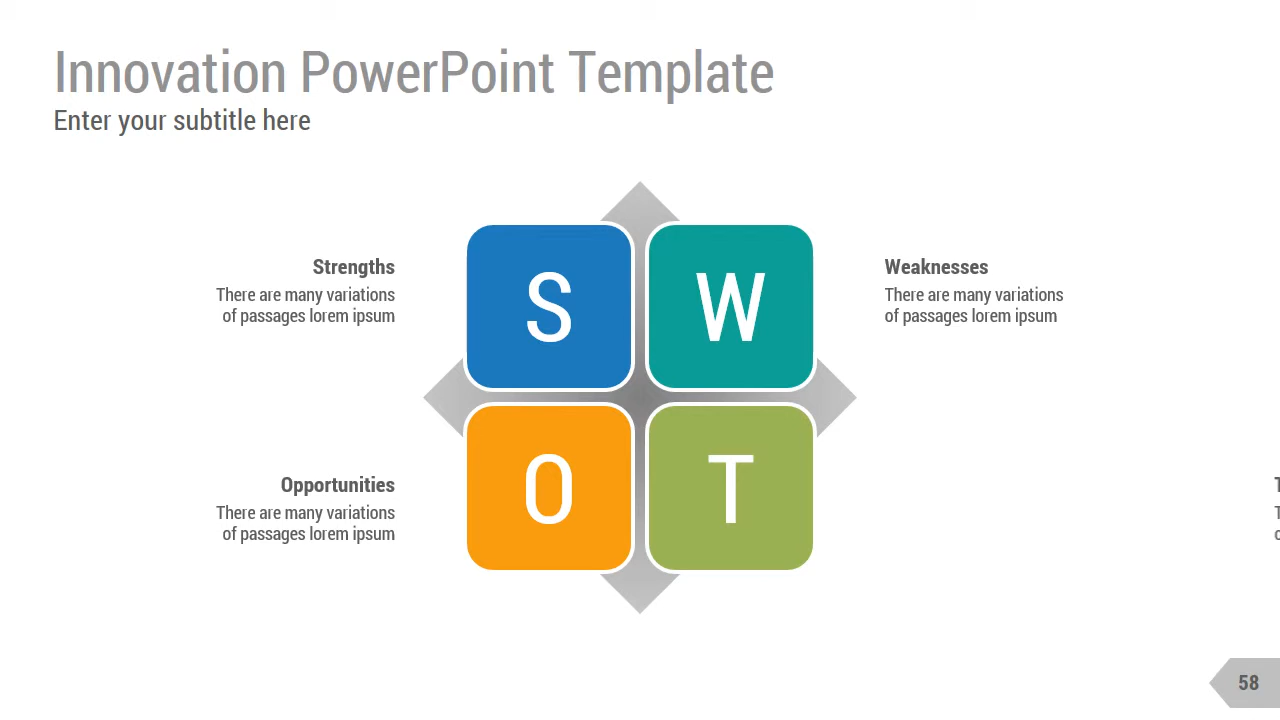 Innovation PowerPoint Template
Enter your subtitle here
Strengths
There are many variations
of passages lorem ipsum
S
W
Weaknesses
There are many variations
of passages lorem ipsum
Opportunities
There are many variations
of passages lorem ipsum
O
T
58